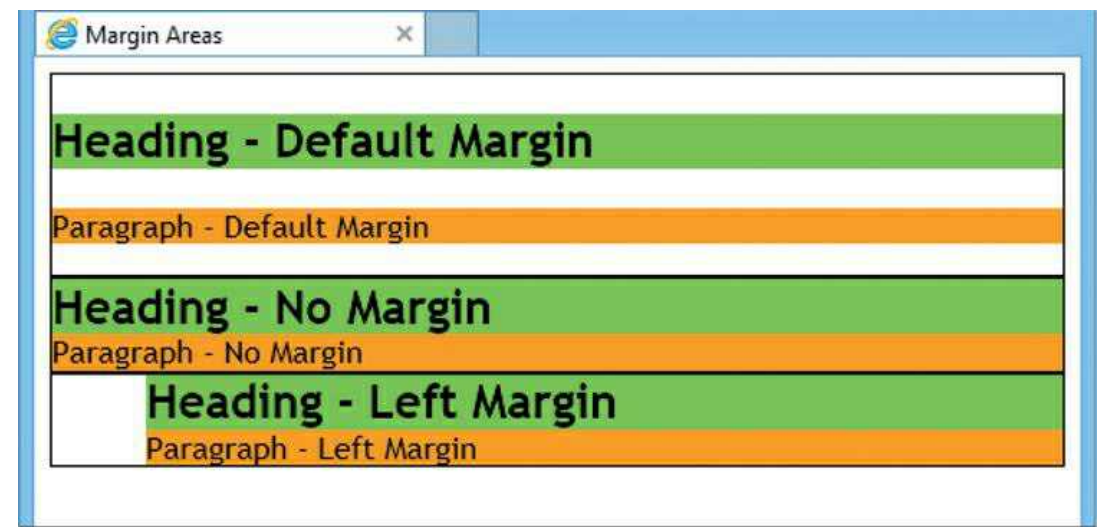 Margin Areas
Heading - Default Margin
Paragraph - Default Margin
Heading - No Margin
Paragraph - No Margin
Heading - Left Margin
Paragraph - Left Margin